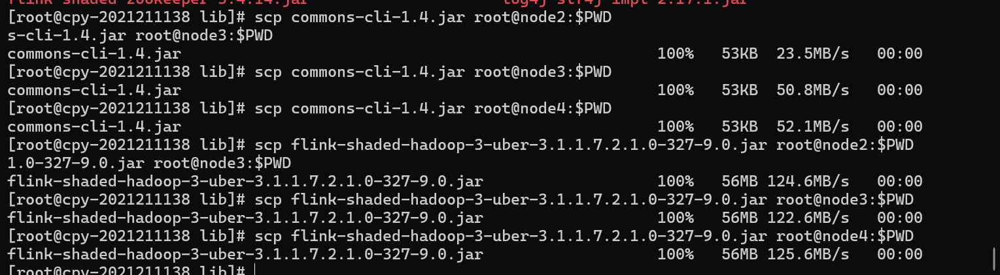 flink-shaded-zookeeper-3.4.14.jar log4j-slf4j-impl-2.17.1.jar
[root@cpy-2021211138 lib]# scp commons-cli-1.4.jar root@node2:$PWD
s-cli-1.4.jar root@node3:$PWD
commons-cli-1.4.jar 100% 53KB 23.5MB/s 00:00
[root@cpy-2021211138 lib]# scp commons-cli-1.4.jar root@node3:$PWD
commons-cli-1.4.jar 100% 53KB 50.8MB/s 00:00
[root@cpy-2021211138 lib]# scp commons-cli-1.4.jar root@node4:$PWD
commons-cli-1.4.jar 100% 53KB 52.1MB/s 00:00
[root@cpy-2021211138 lib]# scp flink-shaded-hadoop-3-uber-3.1.1.7.2.1.0-327-9.0.jar root@node2:$PWD
1.0-327-9.0.jar root@node3:$PWD
flink-shaded-hadoop-3-uber-3.1.1.7.2.1.0-327-9.0.jar 100% 56MB 124.6MB/s 00:00
[root@cpy-2021211138 lib]# scp flink-shaded-hadoop-3-uber-3.1.1.7.2.1.0-327-9.0.jar root@node3:$PWD
flink-shaded-hadoop-3-uber-3.1.1.7.2.1.0-327-9.0.jar 100% 56MB 122.6MB/s 00:00
[root@cpy-2021211138 lib]# scp flink-shaded-hadoop-3-uber-3.1.1.7.2.1.0-327-9.0.jar root@node4:$PWD
flink-shaded-hadoop-3-uber-3.1.1.7.2.1.0-327-9.0.jar 100% 56MB 125.6MB/s 00:00
[root@cpy-2021211138 lib]#